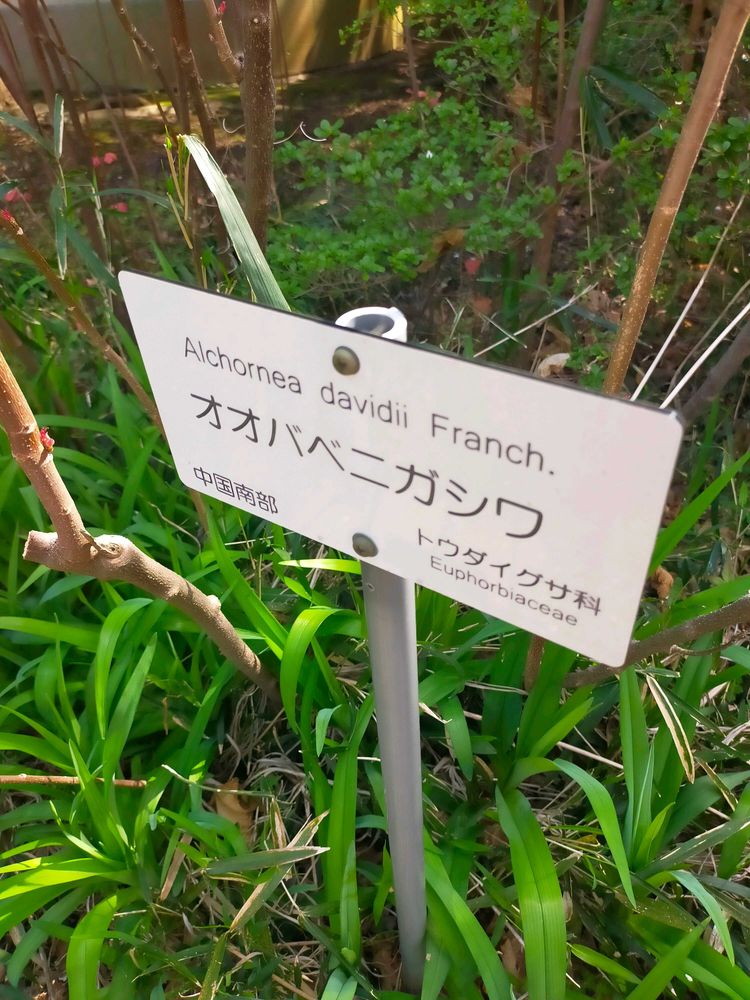 Alchornea davidii Franch.
オオバベニガシワ
中国南部
トウダイグサ科
Euphorbiaceae